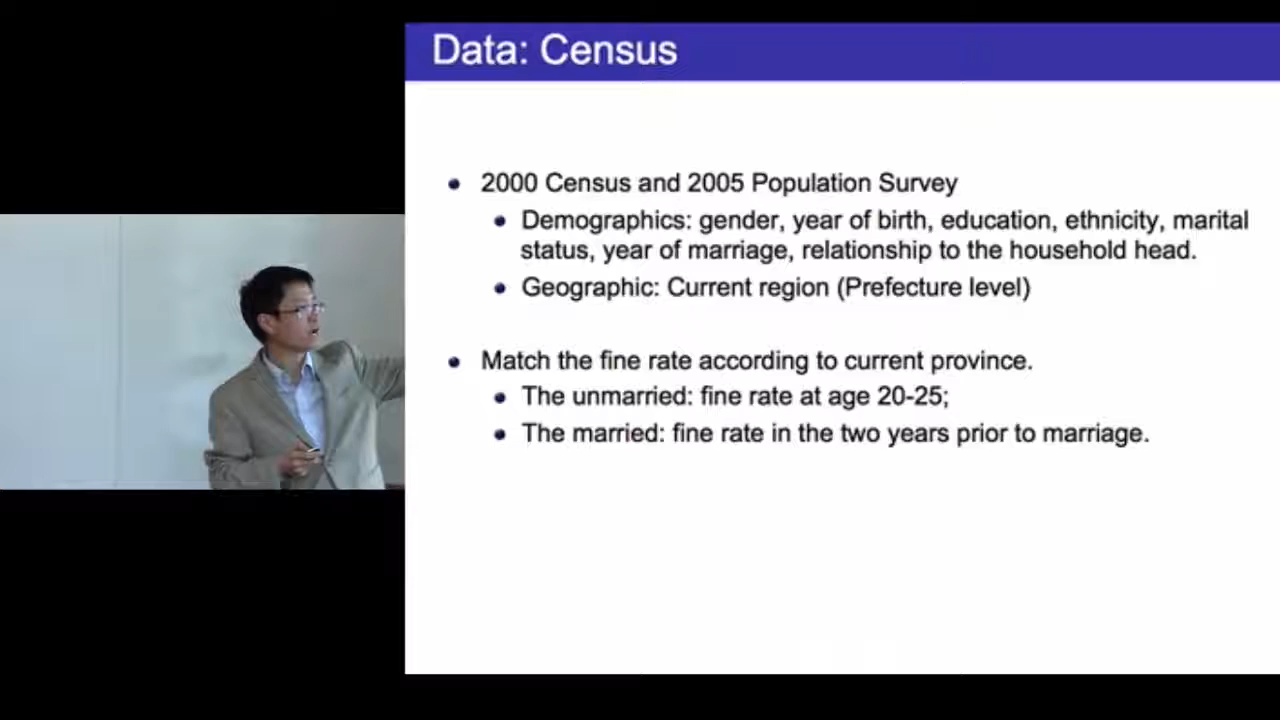 Data: Census
2000 Census and 2005 Population Survey
Demographics: gender, year of birth, education, ethnicity, marital
status, year of marriage, relationship to the household head.
Geographic: Current region (Prefecture level)
Match the fine rate according to current province.
The unmarried: fine rate at age 20-25;
The married: fine rate in the two years prior to marriage.